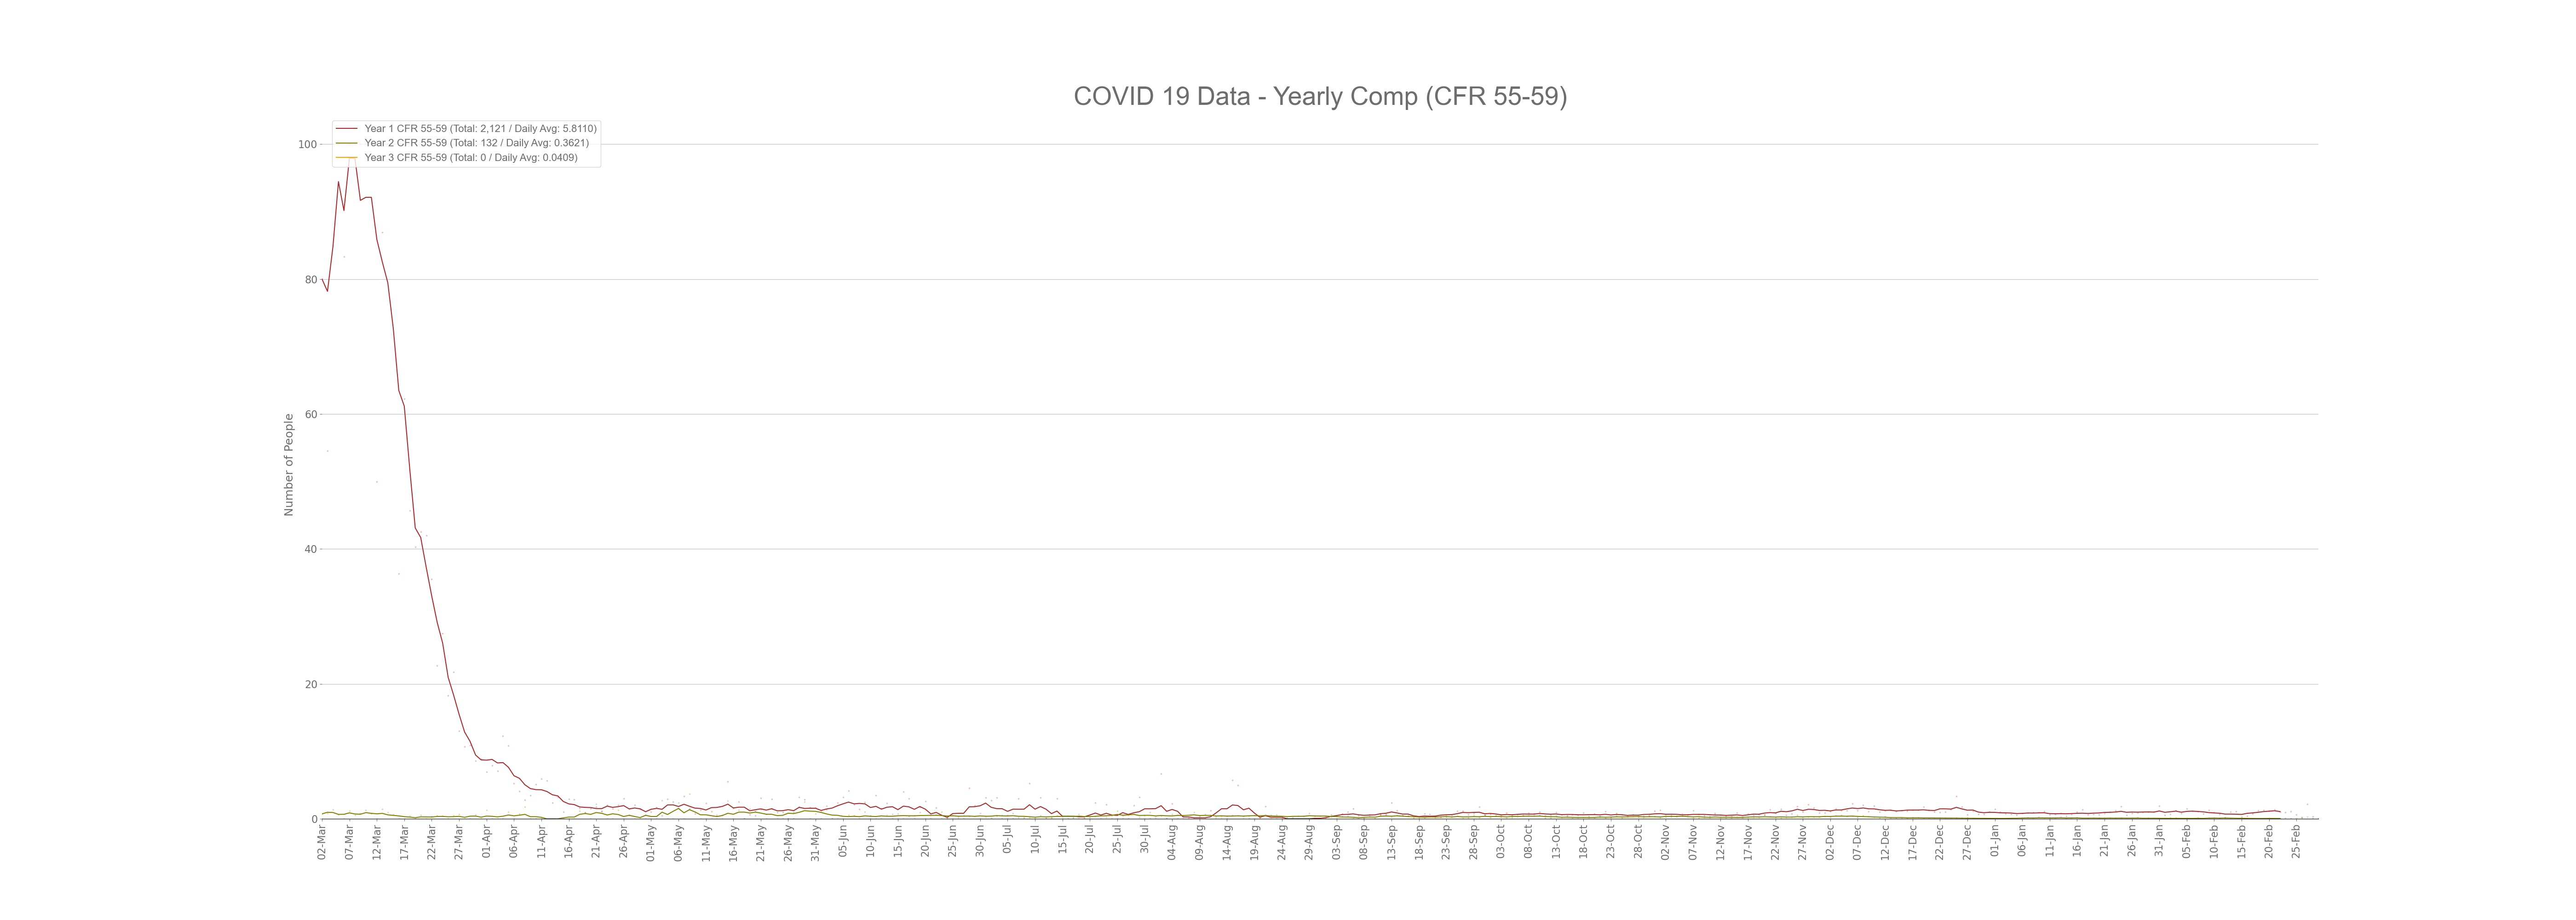 COVID 19 Data - Yearly Comp (CFR 55-59)
Year 1 CFR 55-59 (Total: 2,121 / Daily Avg: 5.8110)
Year 2 CFR 55-59 (Total: 132 / Daily Avg: 0.3621)
Year 3 CFR 55-59 (Total: 0 / Daily Avg: 0.0409)
100
80
60
40
20
0
Number of People
02-Mar
07-Mar
12-Mar
17-Mar
22-Mar
27-Mar
01-Apr
06-Apr
11-Apr
16-Apr
21-Apr
26-Apr
01-May
06-May
11-May
16-May
21-May
26-May
31-May
05-Jun
10-Jun
15-Jun
20-Jun
25-Jun
30-Jun
05-Jul
10-Jul
15-Jul
20-Jul
25-Jul
30-Jul
04-Aug
09-Aug
14-Aug
19-Aug
24-Aug
29-Aug
03-Sep
08-Sep
13-Sep
18-Sep
23-Sep
28-Sep
03-Oct
08-Oct
13-Oct
18-Oct
23-Oct
28-Oct
02-Nov
07-Nov
12-Nov
17-Nov
22-Nov
27-Nov
02-Dec
07-Dec
12-Dec
17-Dec
22-Dec
27-Dec
01-Jan
06-Jan
11-Jan
16-Jan
21-Jan
26-Jan
31-Jan
05-Feb
10-Feb
15-Feb
20-Feb
25-Feb